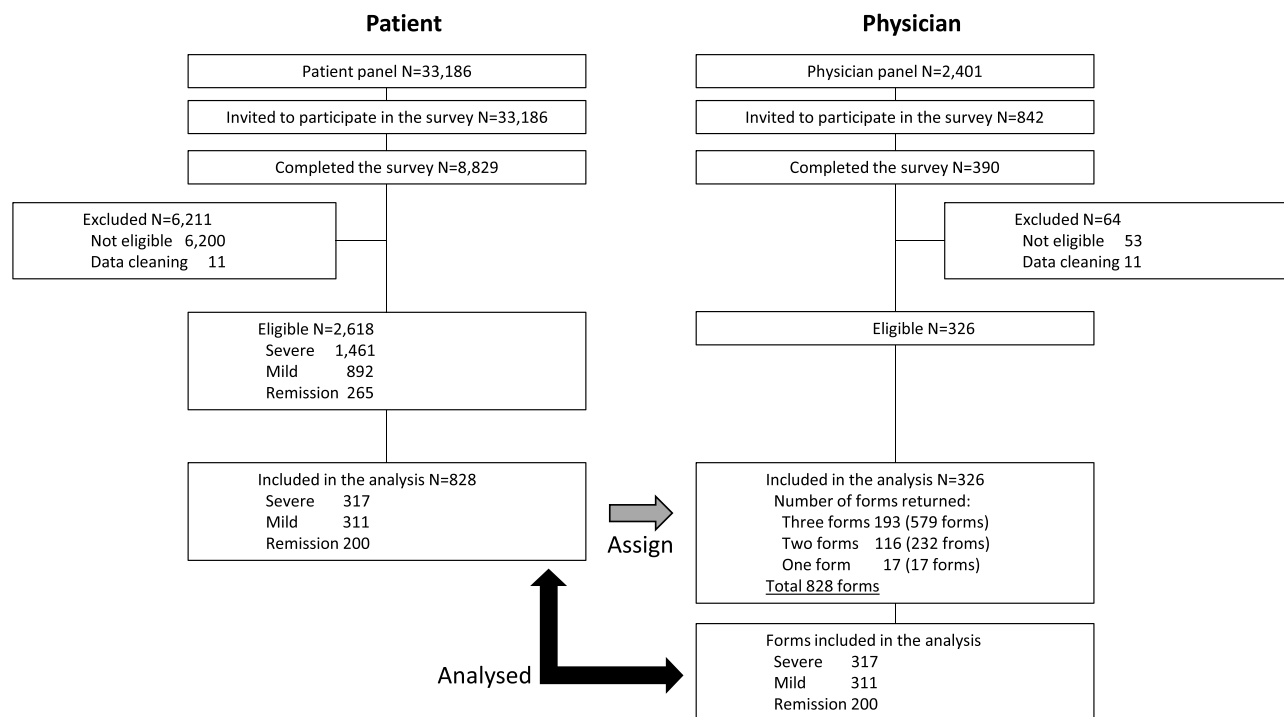 Patient
Patient panel N=33,186
Invited to participate in the survey N=33,186
Completed the survey N=8,829
Excluded N=6,211
Not eligible 6,200
Data cleaning 11
Eligible N=2,618
Severe 1,461
Mild 892
Remission 265
Included in the analysis N=828
Severe 317
Mild 311
Remission 200
Assign
Analysed
Physician
Physician panel N=2,401
Invited to participate in the survey N=842
Completed the survey N=390
Excluded N=64
Not eligible 53
Data cleaning 11
Eligible N=326
Included in the analysis N=326
Number of forms returned:
Three forms 193 (579 forms)
Two forms 116 (232 froms)
One form 17 (17 forms)
Total 828 forms
Forms included in the analysis
Severe 317
Mild 311
Remission 200